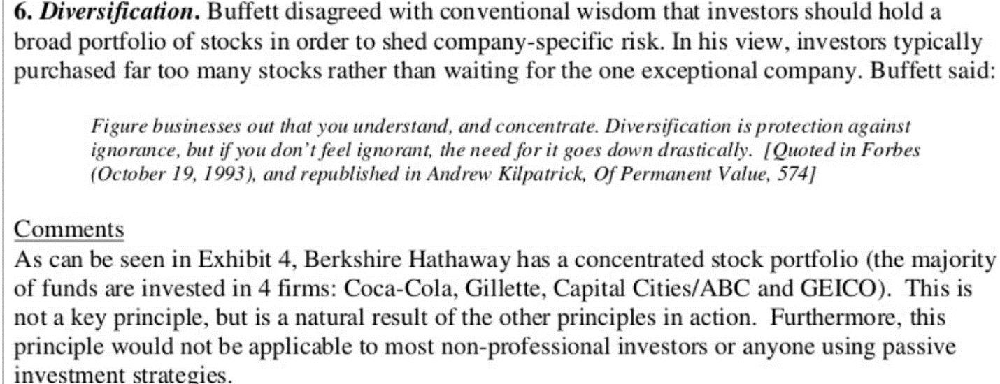 6. Diversification. Buffett disagreed with conventional wisdom that investors should hold a
broad portfolio of stocks in order to shed company-specific risk. In his view, investors typically
purchased far too many stocks rather than waiting for the one exceptional company. Buffett said:
Figure businesses out that you understand, and concentrate. Diversification is protection against
ignorance, but if you don't feel ignorant, the need for it goes down drastically. [Quoted in Forbes
(October 19, 1993), and republished in Andrew Kilpatrick, Of Permanent Value, 574]
Comments
As can be seen in Exhibit 4, Berkshire Hathaway has a concentrated stock portfolio (the majority
of funds are invested in 4 firms: Coca-Cola, Gillette, Capital Cities/ABC and GEICO). This is
not a key principle, but is a natural result of the other principles in action. Furthermore, this
principle would not be applicable to most non-professional investors or anyone using passive
investment strategies.